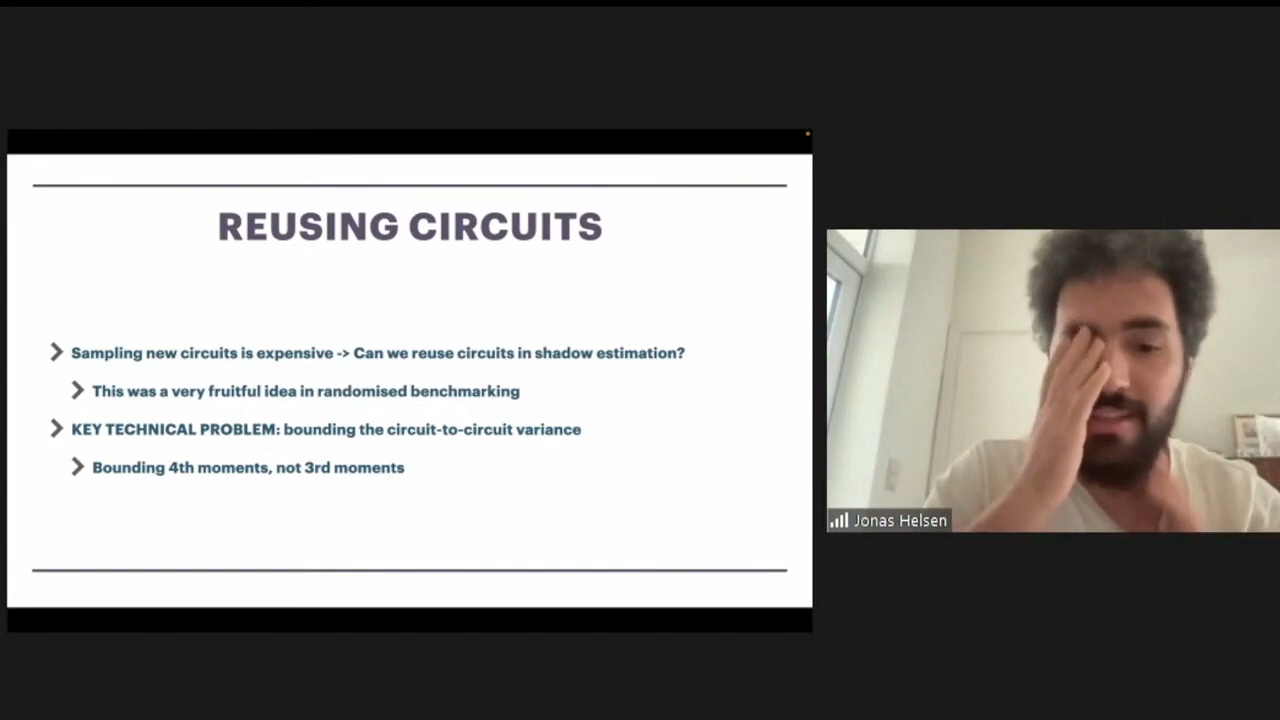 REUSING CIRCUITS
Sampling new circuits is expensive -> Can we reuse circuits in shadow estimation?
This was a very fruitful idea in randomised benchmarking
KEY TECHNICAL PROBLEM: bounding the circuit-to-circuit variance
Bounding 4th moments, not 3rd moments
Jonas Helsen